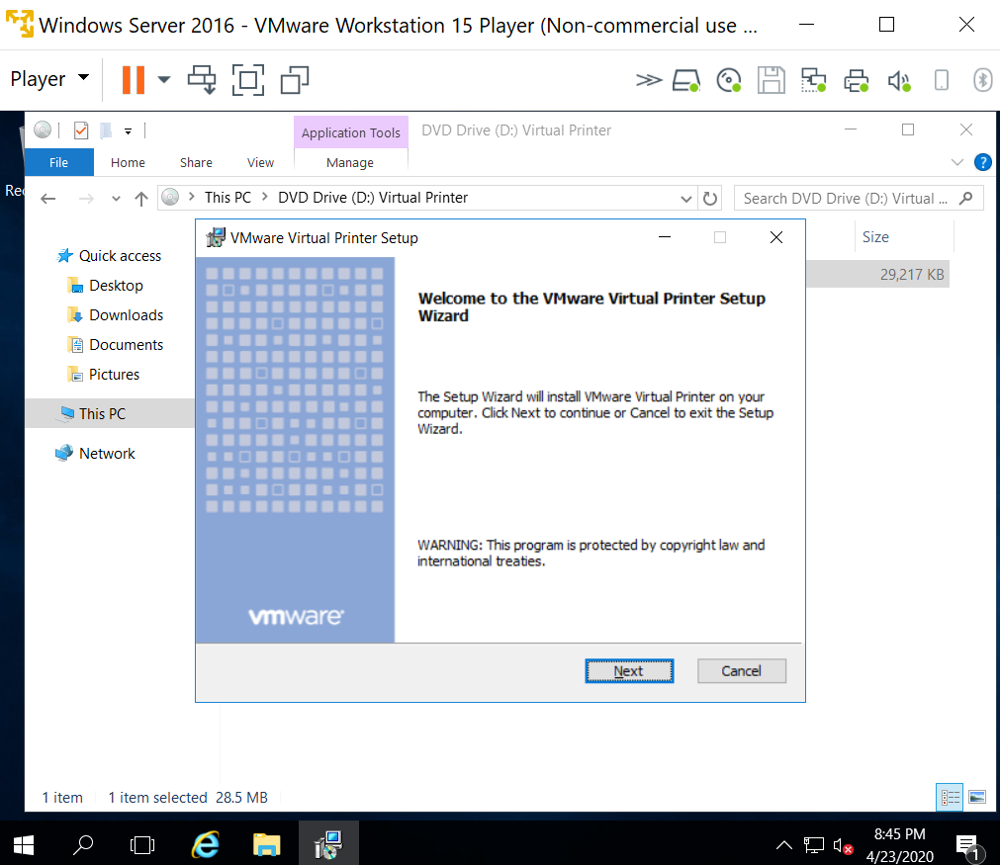 Windows Server 2016 - VMware Workstation 15 Player (Non-commercial use ...
Player
Application Tools
DVD Drive (D:) Virtual Printer
File
Home
Share
View
Manage
This PC
DVD Drive (D:) Virtual Printer
Search DVD Drive (D:) Virtual ...
VMware Virtual Printer Setup
Size
29,217 KB
Quick access
Desktop
Downloads
Documents
Pictures
This PC
Network
Welcome to the VMware Virtual Printer Setup
Wizard
The Setup Wizard will install VMware Virtual Printer on your
computer. Click Next to continue or Cancel to exit the Setup
Wizard.
WARNING: This program is protected by copyright law and
international treaties.
vmware
Next
Cancel
1 item
1 item selected 28.5 MB
8:45 PM
4/23/2020
1